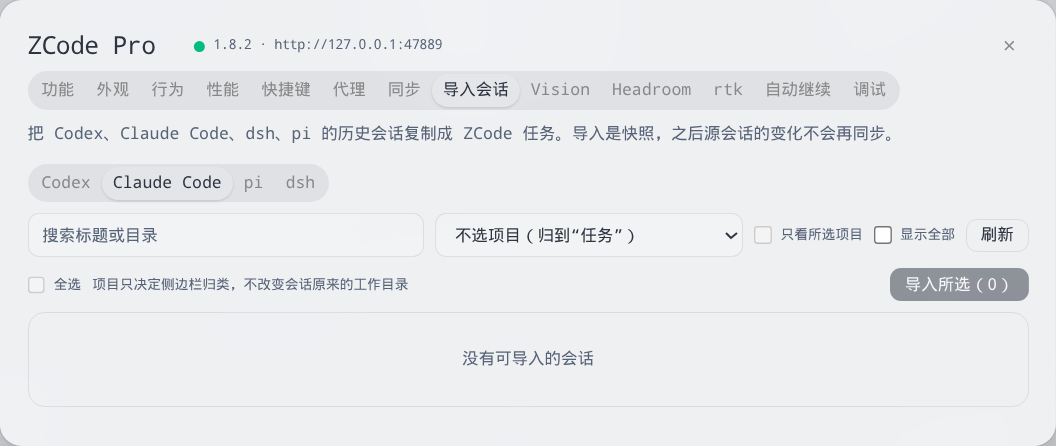 ZCode Pro 1.8.2 · http://127.0.0.1:47889 ×
功能 外观 行为 性能 快捷键 代理 同步 导入会话 Vision Headroom rtk 自动继续 调试
把 Codex、Claude Code、dsh、pi 的历史会话复制成 ZCode 任务。导入是快照，之后源会话的变化不会再同步。
Codex Claude Code pi dsh
搜索标题或目录 不选项目（归到“任务”） 只看所选项目 显示全部 刷新
全选 项目只决定侧边栏归类，不改变会话原来的工作目录 导入所选（0）
没有可导入的会话